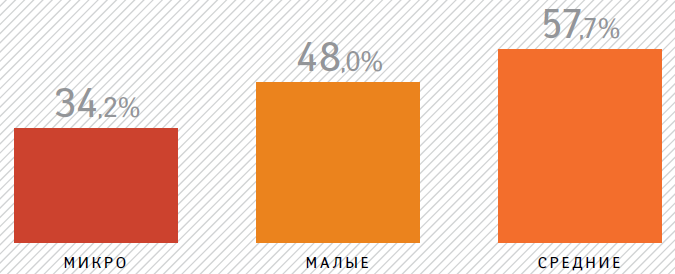 34,2%
48,0%
57,7%
МИКРО
МАЛЫЕ
СРЕДНИЕ